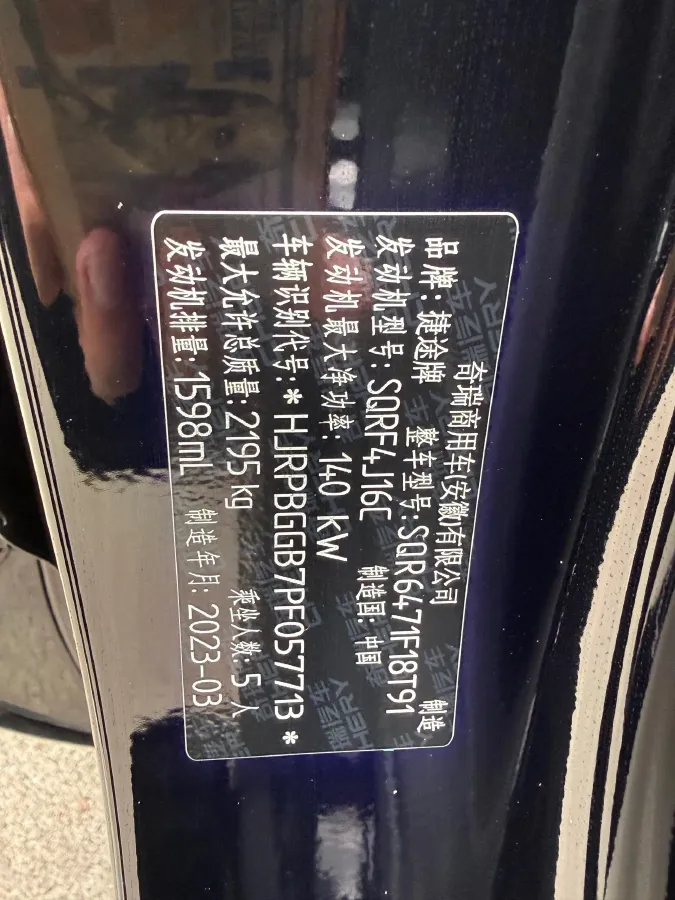 奇瑞商用车(安徽)有限公司 制造
品牌:捷途牌 整车型号:SQR6471F18T91
发动机型号:SQRF4J16C 制造国:中国
发动机最大净功率:140 KW
车辆识别代号:*HJRPBGGB7PF057713*
最大允许总质量:2195 kg 乘坐人数:5 人
发动机排量:1598ml 制造年月:2023-03